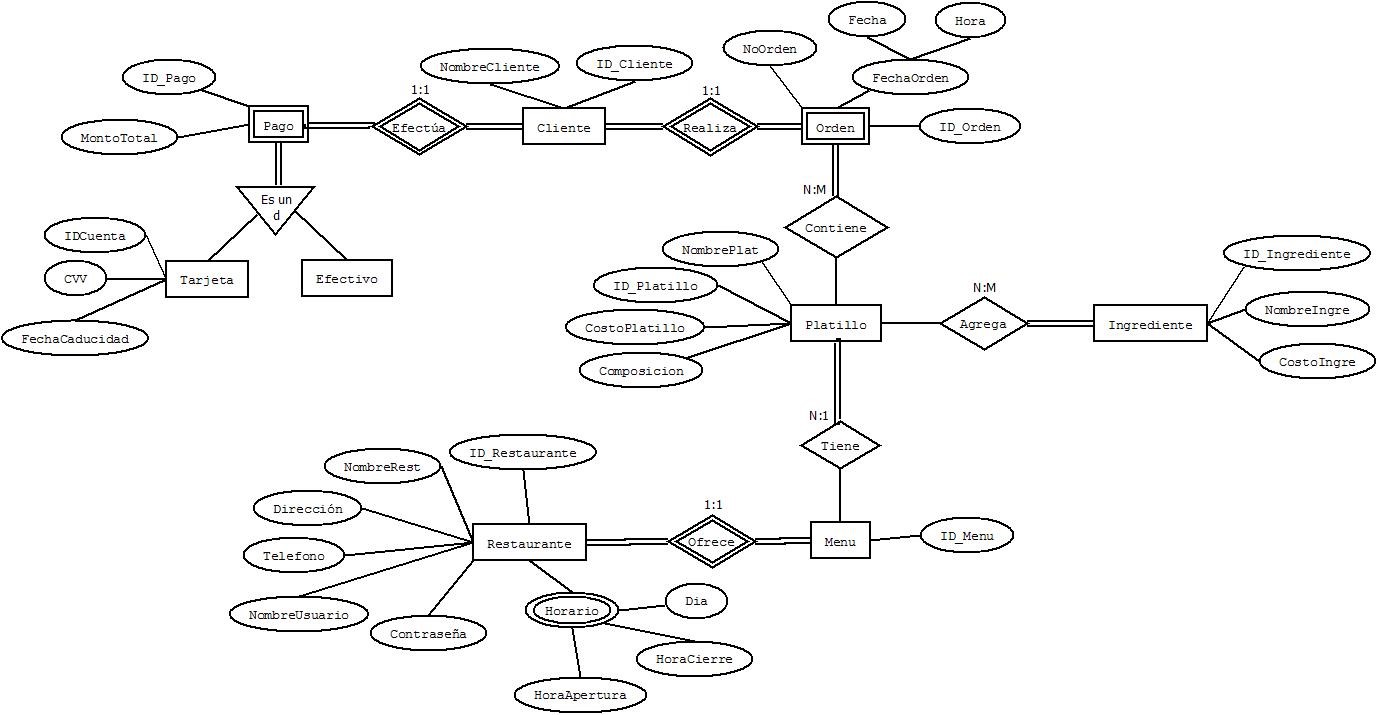 Fecha
Hora
NoOrden
NombreCliente
ID_Cliente
ID_Pago
FechaOrden
1:1
1:1
Pago
Efectúa
Cliente
Realiza
Orden
ID_Orden
MontoTotal
N:M
Es un
d
Contiene
IDCuenta
NombrePlat
ID_Ingrediente
CVV
Tarjeta
Efectivo
ID_Platillo
N:M
NombreIngre
CostoPlatillo
Platillo
Agrega
Ingrediente
FechaCaducidad
Composicion
CostoIngre
N:1
Tiene
ID_Restaurante
NombreRest
Dirección
1:1
ID_Menu
Restaurante
Ofrece
Menu
Telefono
Dia
NombreUsuario
Horario
Contraseña
HoraCierre
HoraApertura